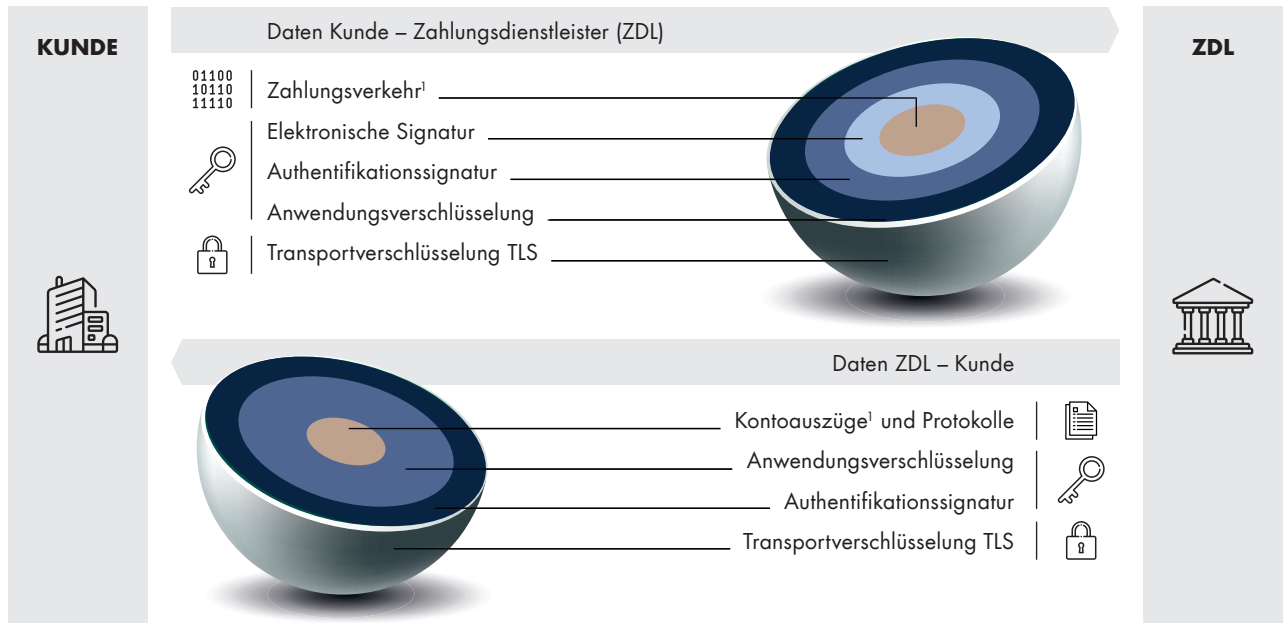 KUNDE
Daten Kunde – Zahlungsdienstleister (ZDL)
ZDL
01100
10110
11110
Zahlungsverkehr¹
Elektronische Signatur
Authentifikationssignatur
Anwendungsverschlüsselung
Transportverschlüsselung TLS
Daten ZDL – Kunde
Kontoauszüge¹ und Protokolle
Anwendungsverschlüsselung
Authentifikationssignatur
Transportverschlüsselung TLS